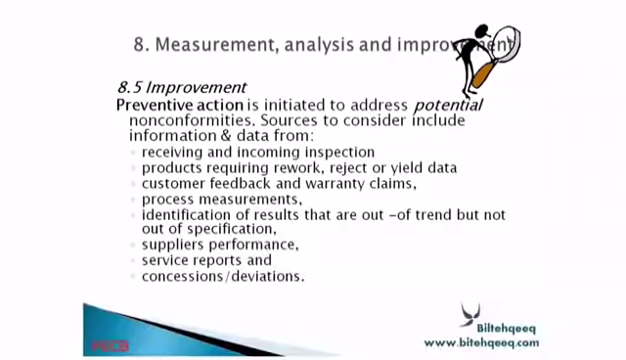 8. Measurement, analysis and improvement
8.5 Improvement
Preventive action is initiated to address potential
nonconformities. Sources to consider include
information & data from:
receiving and incoming inspection
products requiring rework, reject or yield data
customer feedback and warranty claims,
process measurements,
identification of results that are out –of trend but not
out of specification,
suppliers performance,
service reports and
concessions/deviations.
PECB
Biltehqeeq
www.bitehqeeq.com